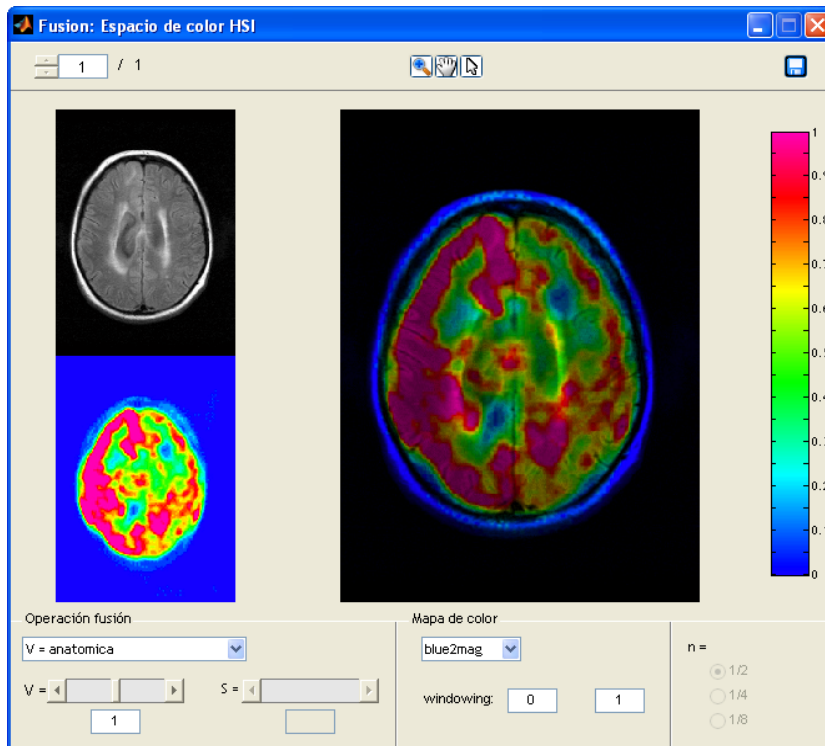 Fusion: Espacio de color HSI
1 / 1
1
0.9
0.8
0.7
0.6
0.5
0.4
0.3
0.2
0.1
0
Operación fusión
V = anatomica
V =
1
S =
Mapa de color
blue2mag
windowing:
0
1
n =
1/2
1/4
1/8